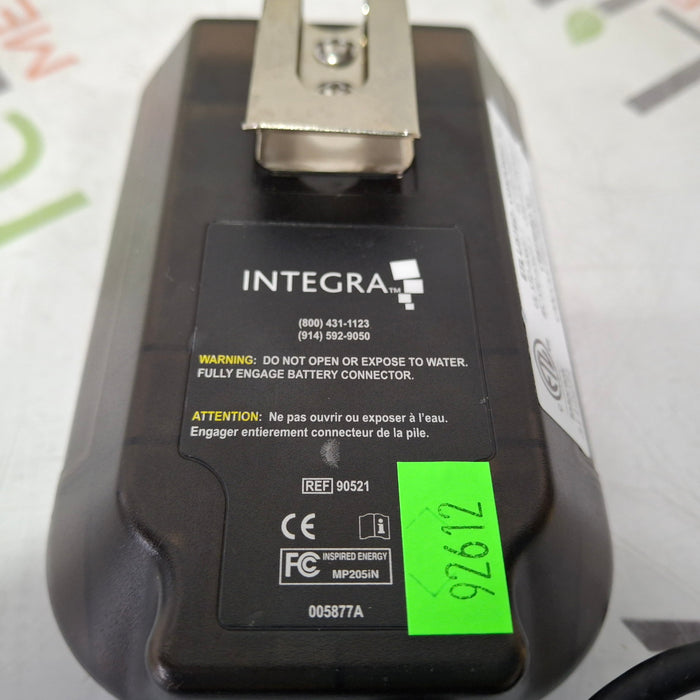 INTEGRA™
(800) 431-1123
(914) 592-9050
WARNING: DO NOT OPEN OR EXPOSE TO WATER.
FULLY ENGAGE BATTERY CONNECTOR.
ATTENTION: Ne pas ouvrir ou exposer à l'eau.
Engager entierement connecteur de la pile.
REF 90521
CE
FC INSPIRED ENERGY
MP205iN
005877A
92612